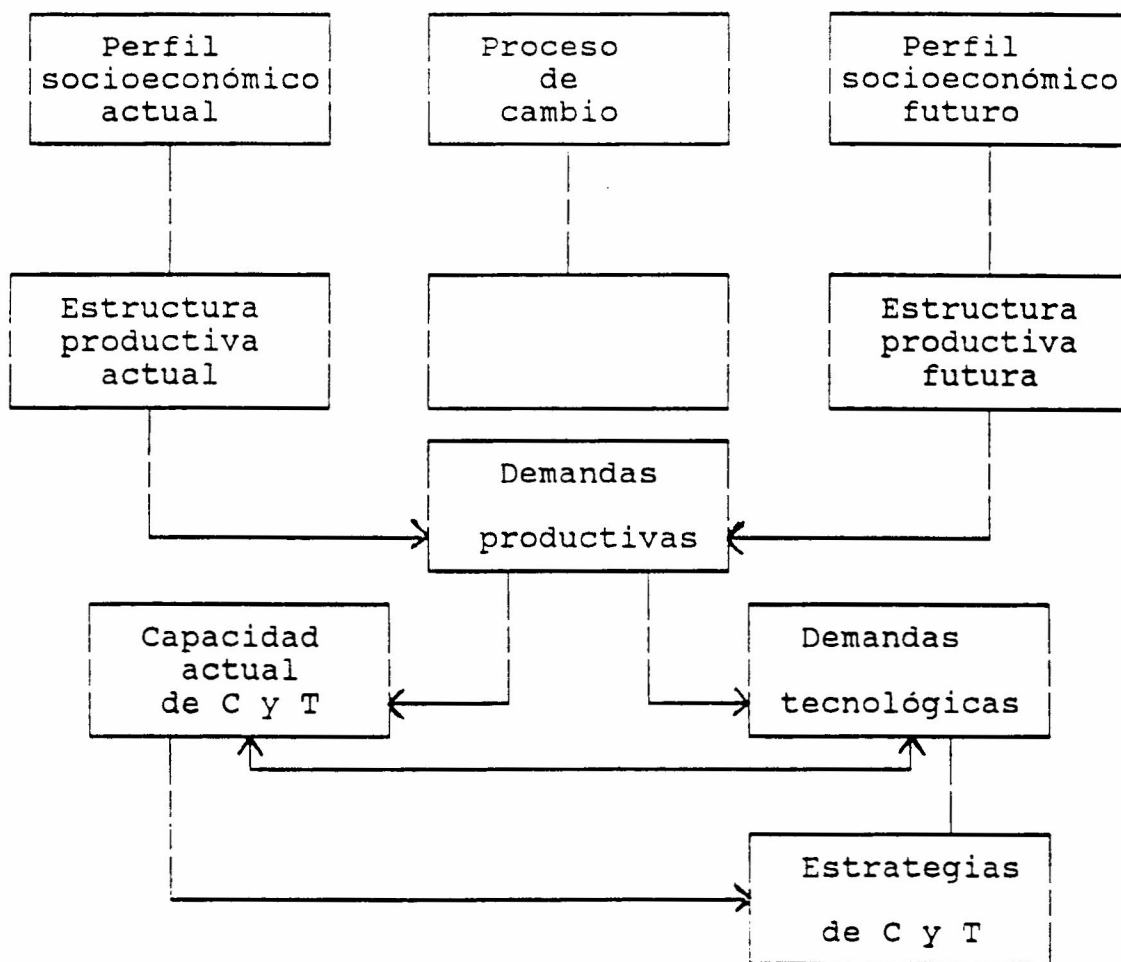 Perfil
socioeconómico
actual
Proceso
de
cambio
Perfil
socioeconómico
futuro
Estructura
productiva
actual
Estructura
productiva
futura
Demandas
productivas
Capacidad
actual
de C y T
Demandas
tecnológicas
Estrategias
de C y T